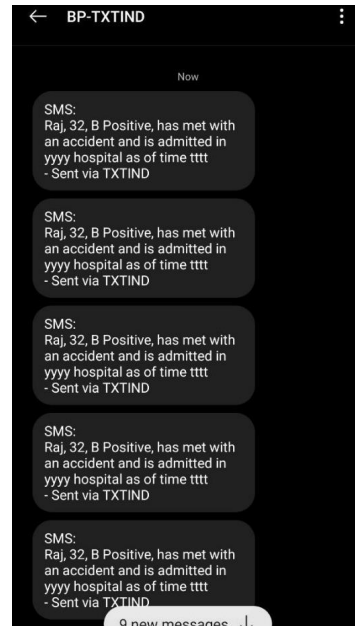 BP-TXTIND
Now
SMS:
Raj, 32, B Positive, has met with
an accident and is admitted in
yyyy hospital as of time tttt
- Sent via TXTIND
SMS:
Raj, 32, B Positive, has met with
an accident and is admitted in
yyyy hospital as of time tttt
- Sent via TXTIND
SMS:
Raj, 32, B Positive, has met with
an accident and is admitted in
yyyy hospital as of time tttt
- Sent via TXTIND
SMS:
Raj, 32, B Positive, has met with
an accident and is admitted in
yyyy hospital as of time tttt
- Sent via TXTIND
SMS:
Raj, 32, B Positive, has met with
an accident and is admitted in
yyyy hospital as of time tttt
- Sent via TXTIND
9 new messages